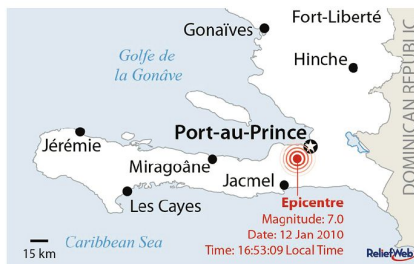 Fort-Liberté
Gonaïves
Hinche
Golfe de
la Gonâve
DOMINICAN REPUBLIC
Port-au-Prince
Jérémie
Miragoâne
Jacmel
Les Cayes
Epicentre
Magnitude: 7.0
Date: 12 Jan 2010
Time: 16:53:09 Local Time
Caribbean Sea
15 km
ReliefWeb